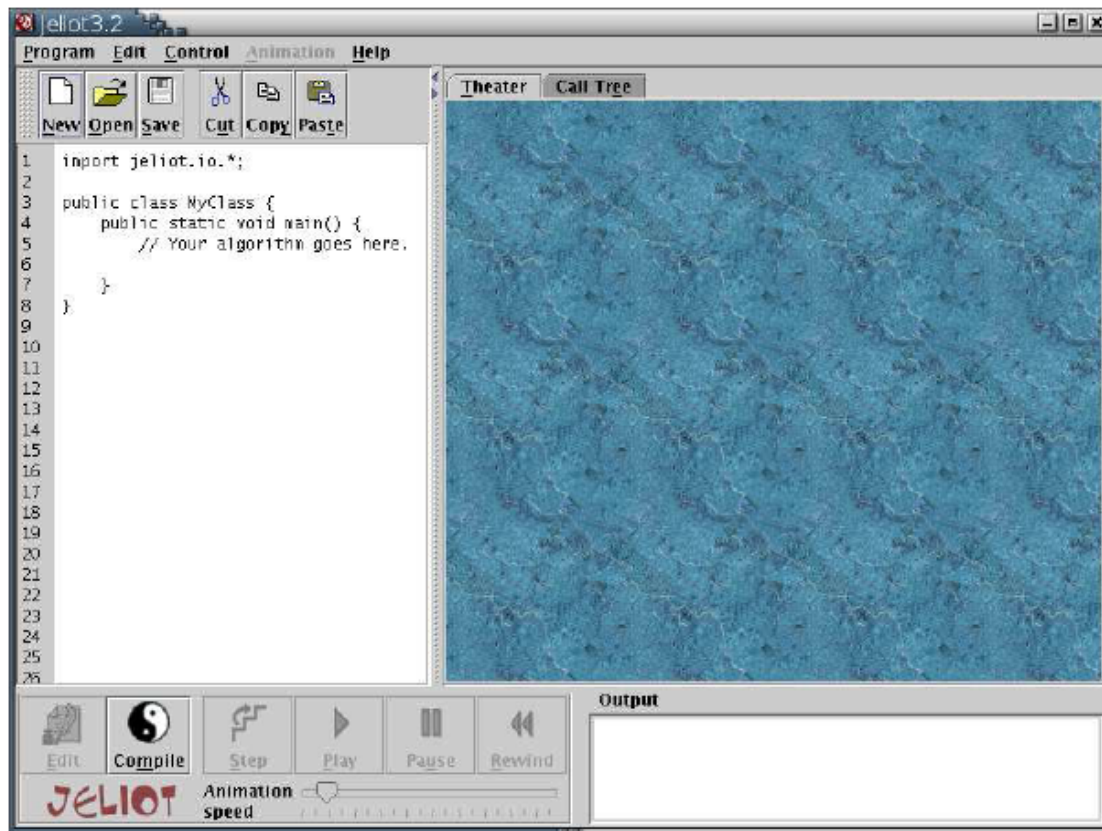 Jeliot3.2
Program Edit Control Animation Help
New Open Save Cut Copy Paste
Theater Call Tree
1 import jeliot.io.*;
2
3 public class MyClass {
4 public static void main() {
5 // Your algorithm goes here.
6
7 }
8 }
9
10
11
12
13
14
15
16
17
18
19
20
21
22
23
24
25
26
Edit Compile Step Play Pause Rewind
JELIOT
Animation
speed
Output